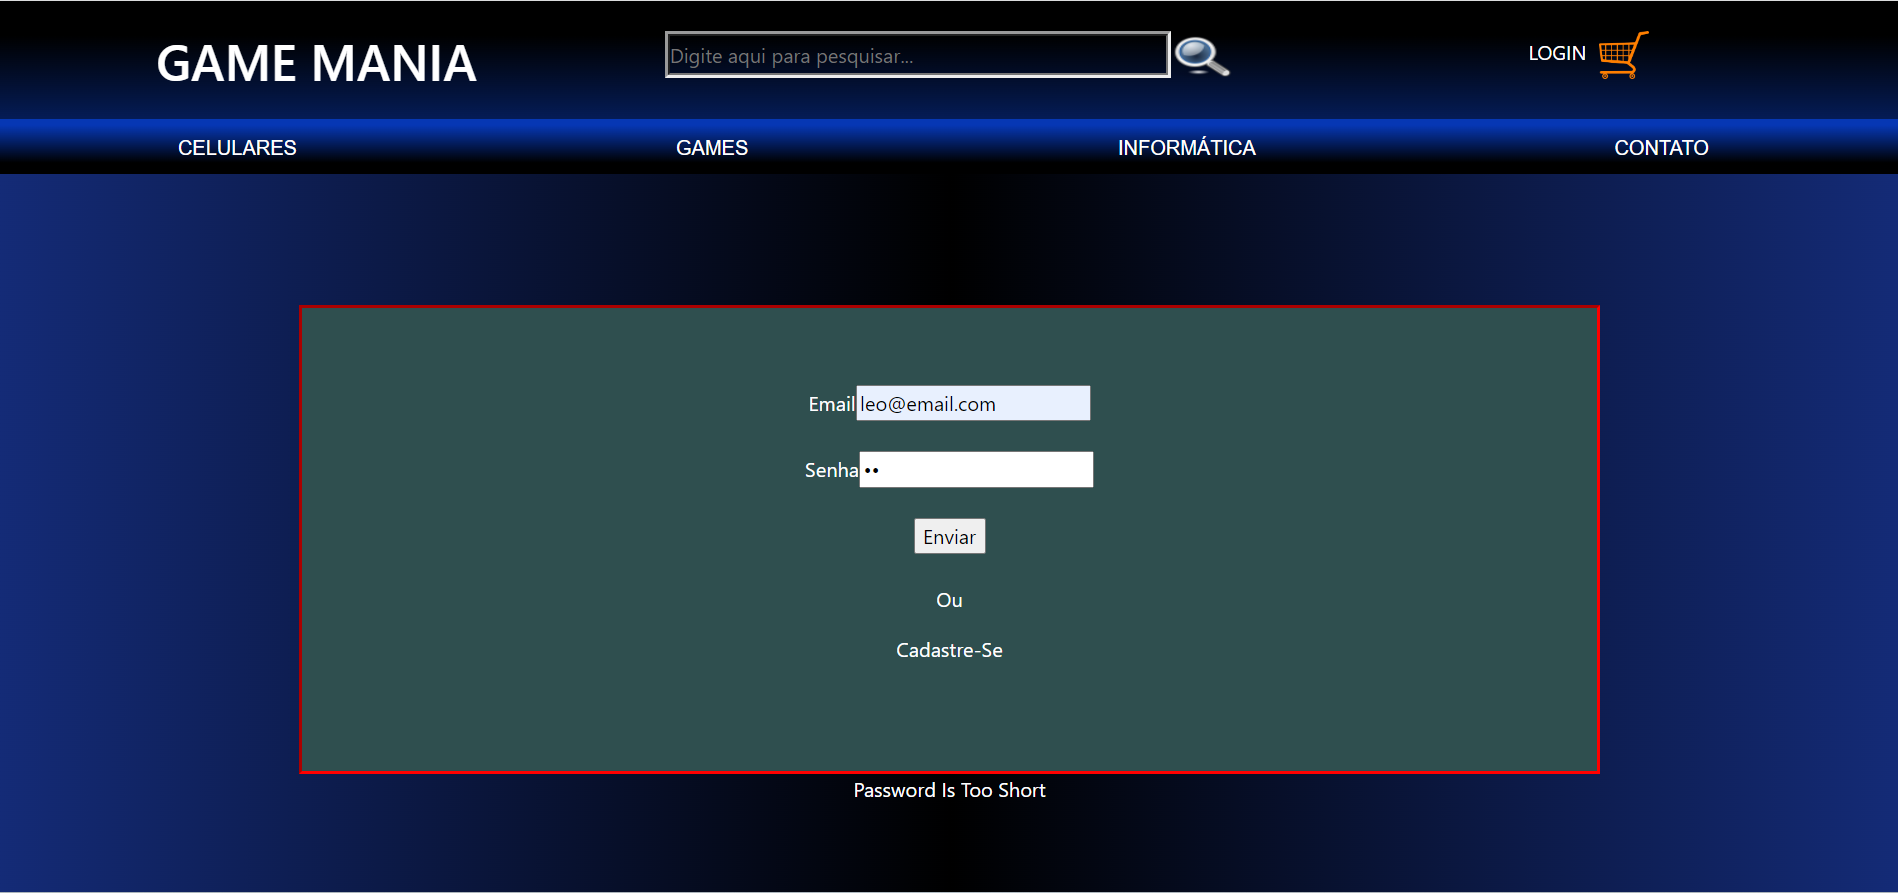 GAME MANIA
Digite aqui para pesquisar...
LOGIN
CELULARES
GAMES
INFORMÁTICA
CONTATO
Email
leo@email.com
Senha
••
Enviar
Ou
Cadastre-Se
Password Is Too Short